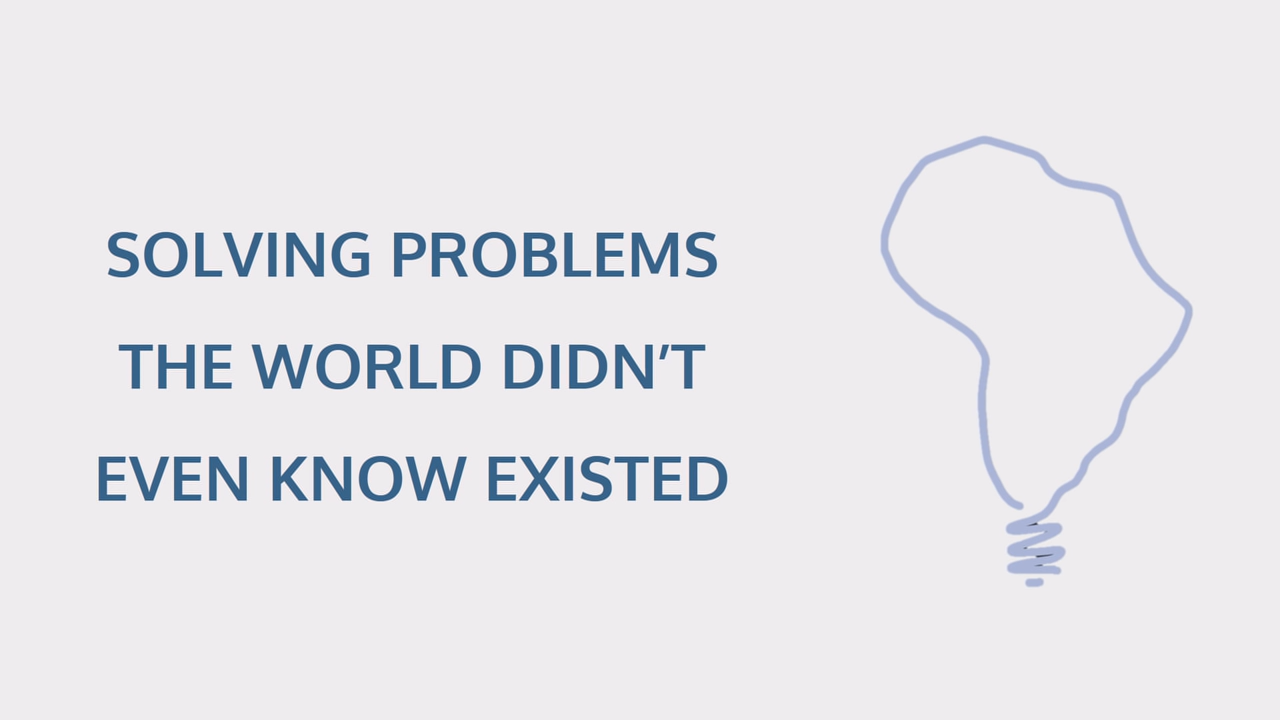 SOLVING PROBLEMS
THE WORLD DIDN’T
EVEN KNOW EXISTED